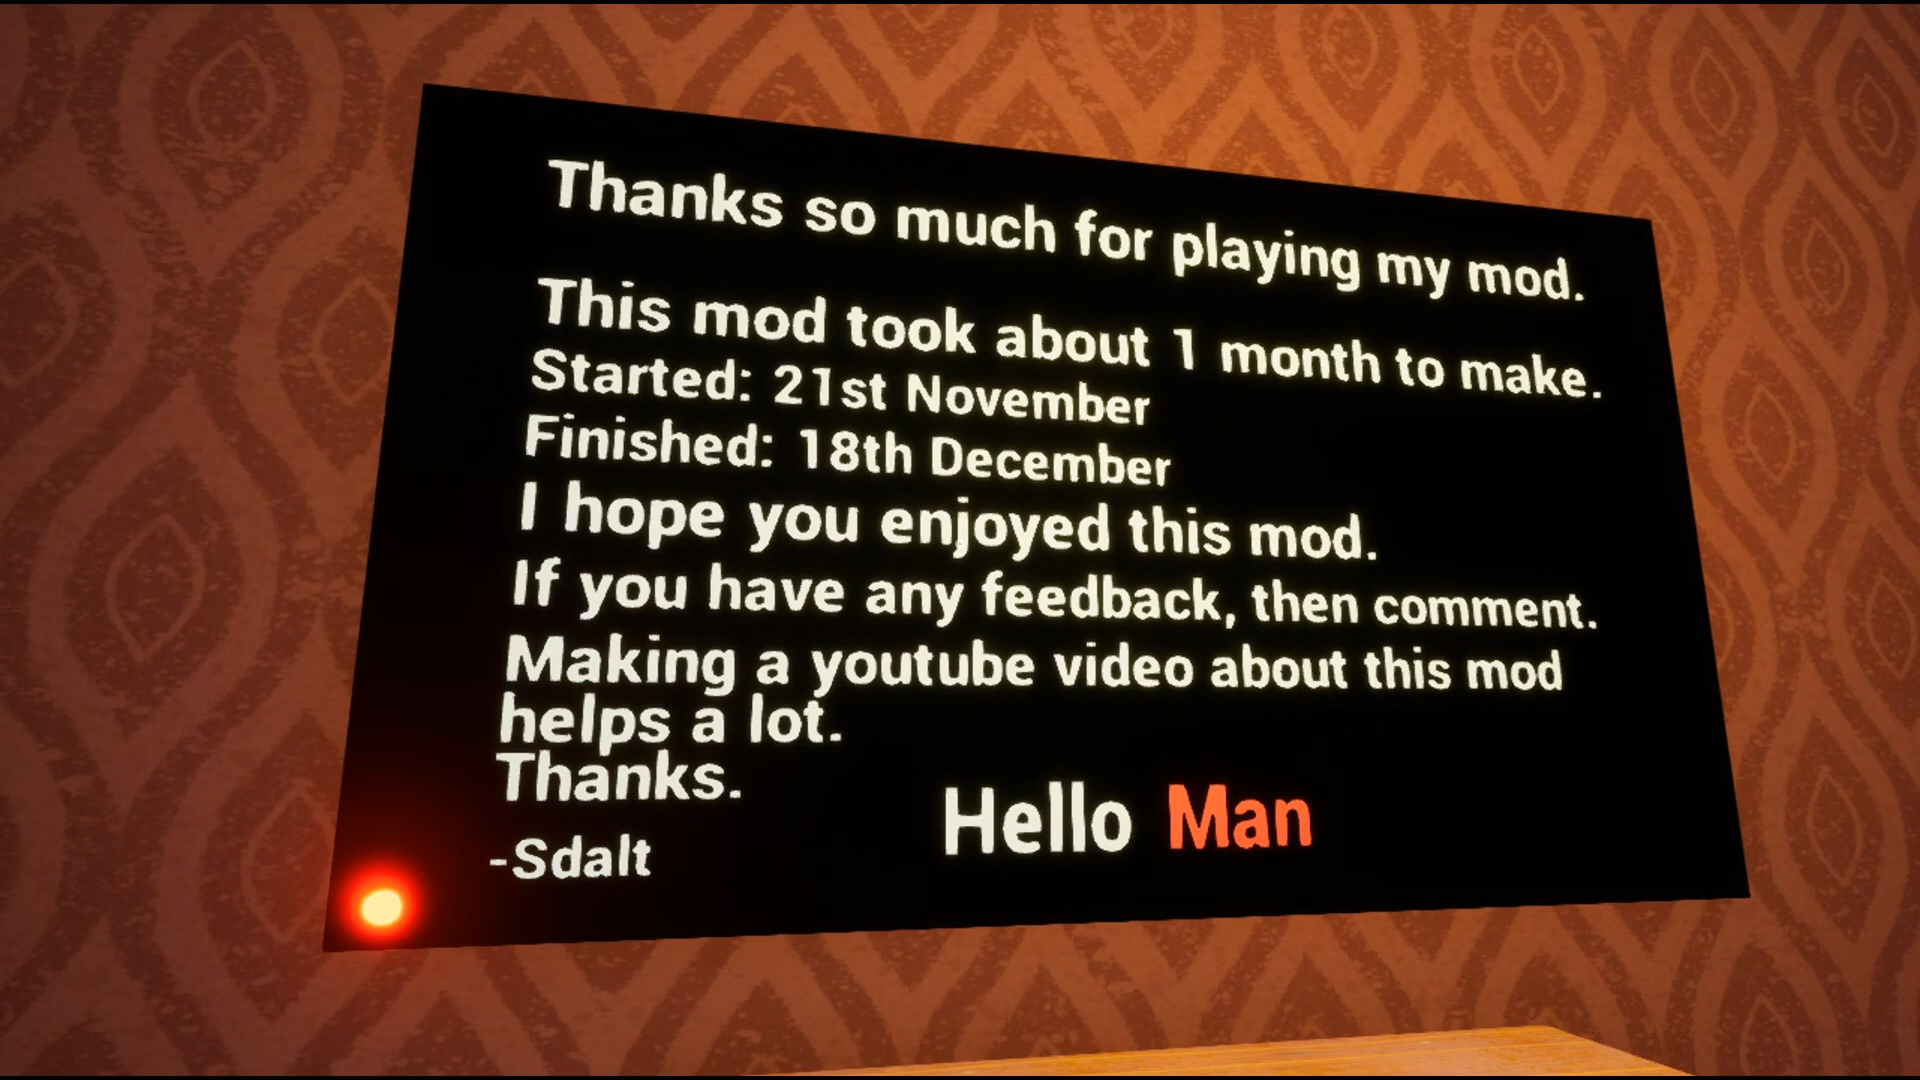 Thanks so much for playing my mod.
This mod took about 1 month to make.
Started: 21st November
Finished: 18th December
I hope you enjoyed this mod.
If you have any feedback, then comment.
Making a youtube video about this mod
helps a lot.
Thanks.
-Sdalt
Hello Man